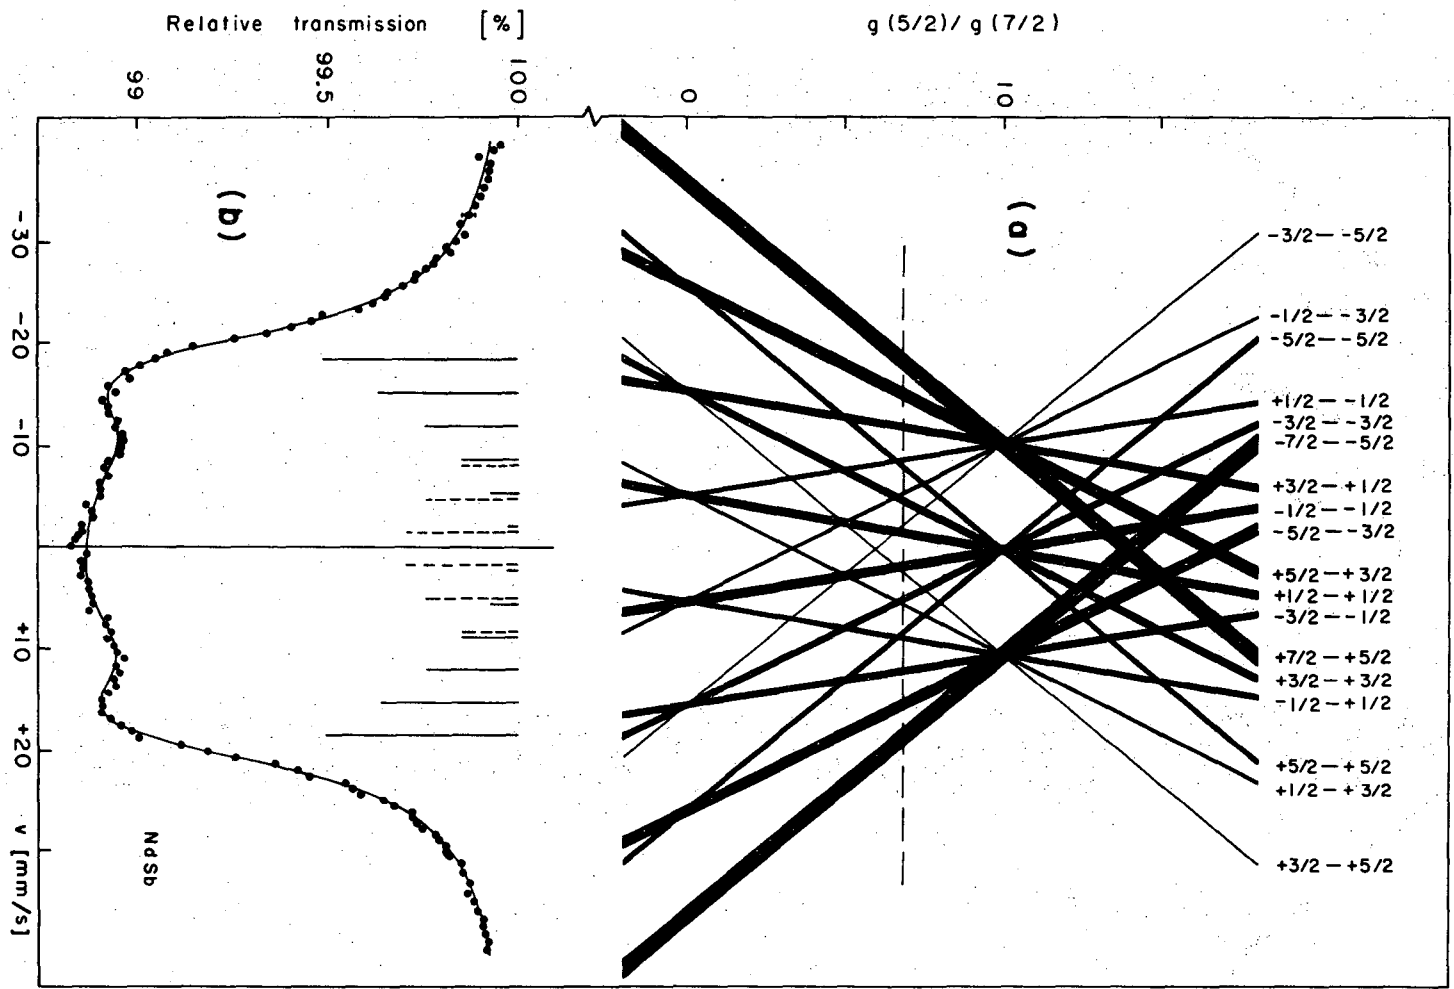 Relative transmission [%]
g (5/2)/ g (7/2)
99
99.5
100
0
10
(b)
(a)
-30
-20
-10
+10
+20
v [mm/s]
NdSb
-3/2 — -5/2
-1/2 — -3/2
-5/2 — -5/2
+1/2 — -1/2
-3/2 — -3/2
-7/2 — -5/2
+3/2 — +1/2
-1/2 — -1/2
-5/2 — -3/2
+5/2 — +3/2
+1/2 — +1/2
-3/2 — -1/2
+7/2 — +5/2
+3/2 — +3/2
-1/2 — +1/2
+5/2 — +5/2
+1/2 — +3/2
+3/2 — +5/2